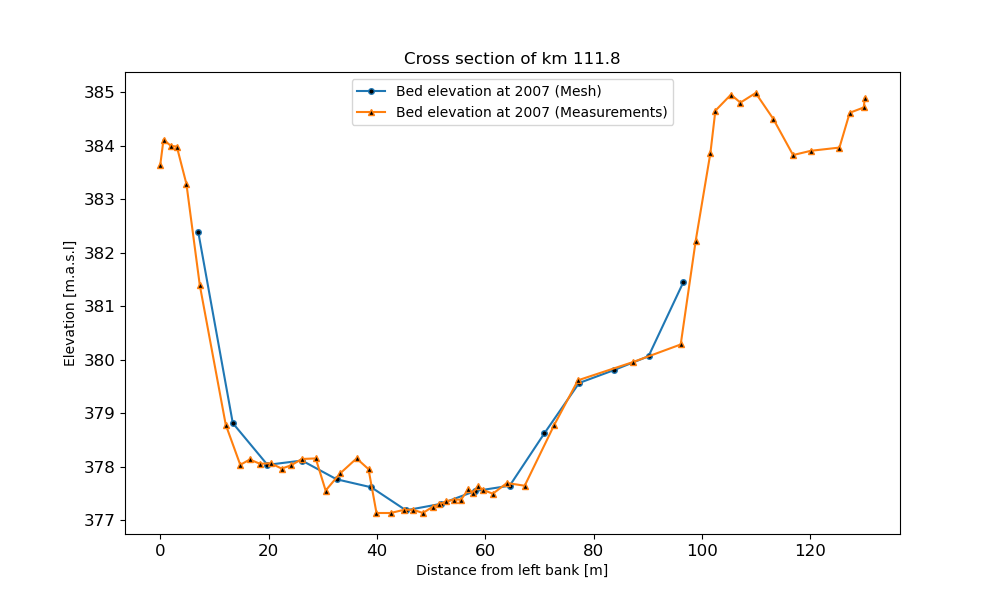 Cross section of km 111.8
Bed elevation at 2007 (Mesh)
Bed elevation at 2007 (Measurements)
385
384
383
382
381
380
379
378
377
Elevation [m.a.s.l]
0 20 40 60 80 100 120
Distance from left bank [m]